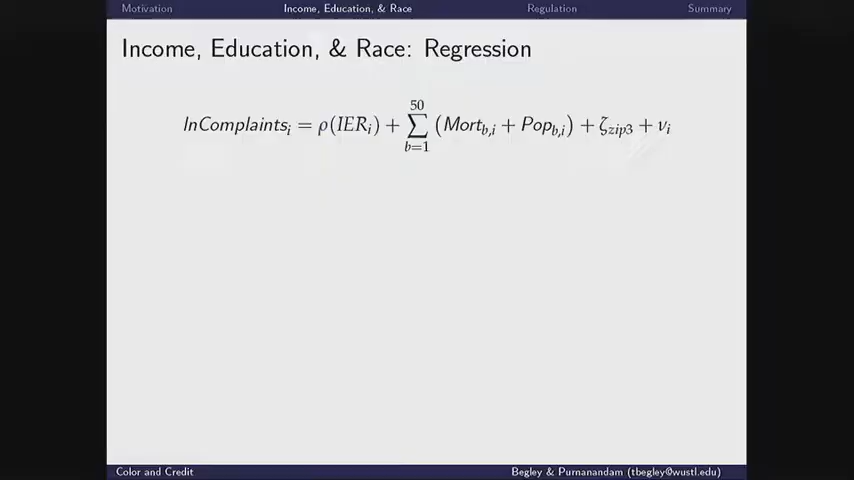 Motivation Income, Education, & Race Regulation Summary
Income, Education, & Race: Regression
lnComplaints_i = ρ(IER_i) + ∑_{b=1}^{50} (Mort_{b,i} + Pop_{b,i}) + ζ_{zip3} + ν_i
Color and Credit Begley & Purnanandam (tbegley@wustl.edu)